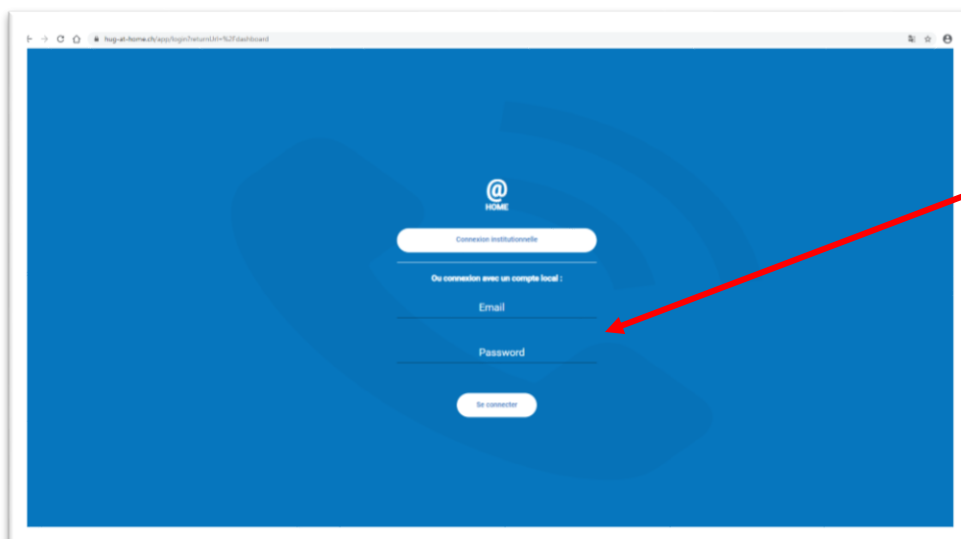 hug-at-home.ch/app/login?returnUrl=%2Fdashboard
@
HOME
Connexion institutionnelle
Ou connexion avec un compte local :
Email
Password
Se connecter